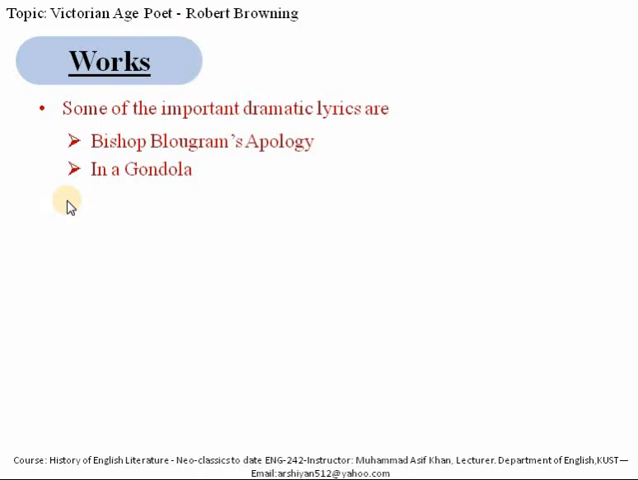 Topic: Victorian Age Poet - Robert Browning
Works
• Some of the important dramatic lyrics are
➤ Bishop Blougram’s Apology
➤ In a Gondola
Course: History of English Literature - Neo-classics to date ENG-242-Instructor: Muhammad Asif Khan, Lecturer. Department of English,KUST—
Email:arshiyan512@yahoo.com